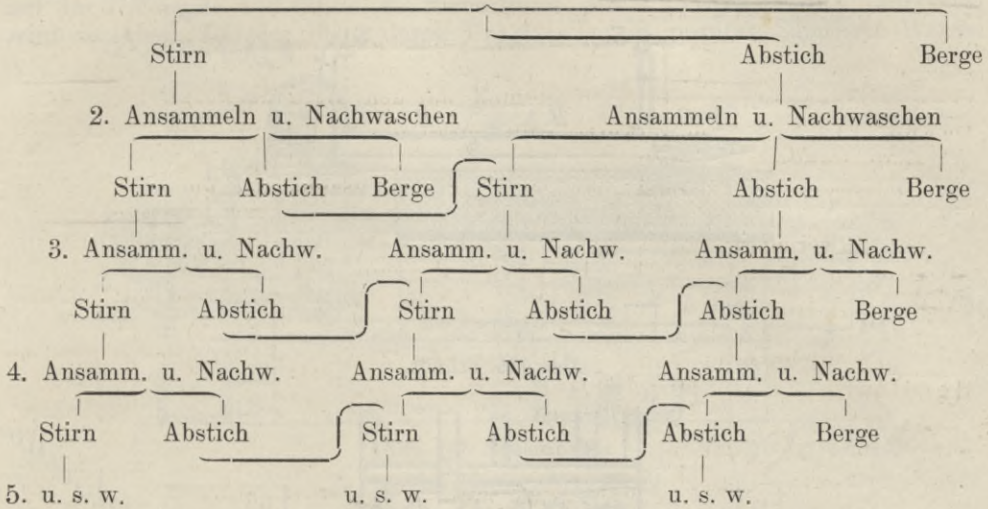 Stirn Abstich Berge
2. Ansammeln u. Nachwaschen Ansammeln u. Nachwaschen
Stirn Abstich Berge Stirn Abstich Berge
3. Ansamm. u. Nachw. Ansamm. u. Nachw. Ansamm. u. Nachw.
Stirn Abstich Stirn Abstich Abstich Berge
4. Ansamm. u. Nachw. Ansamm. u. Nachw. Ansamm. u. Nachw.
Stirn Abstich Stirn Abstich Abstich Berge
5. u. s. w. u. s. w. u. s. w.